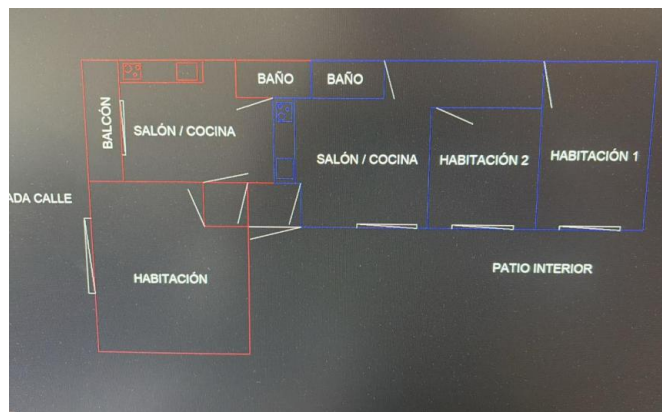 BAÑO
BAÑO
BALCÓN
SALÓN / COCINA
SALÓN / COCINA
HABITACIÓN 2
HABITACIÓN 1
ADA CALLE
PATIO INTERIOR
HABITACIÓN